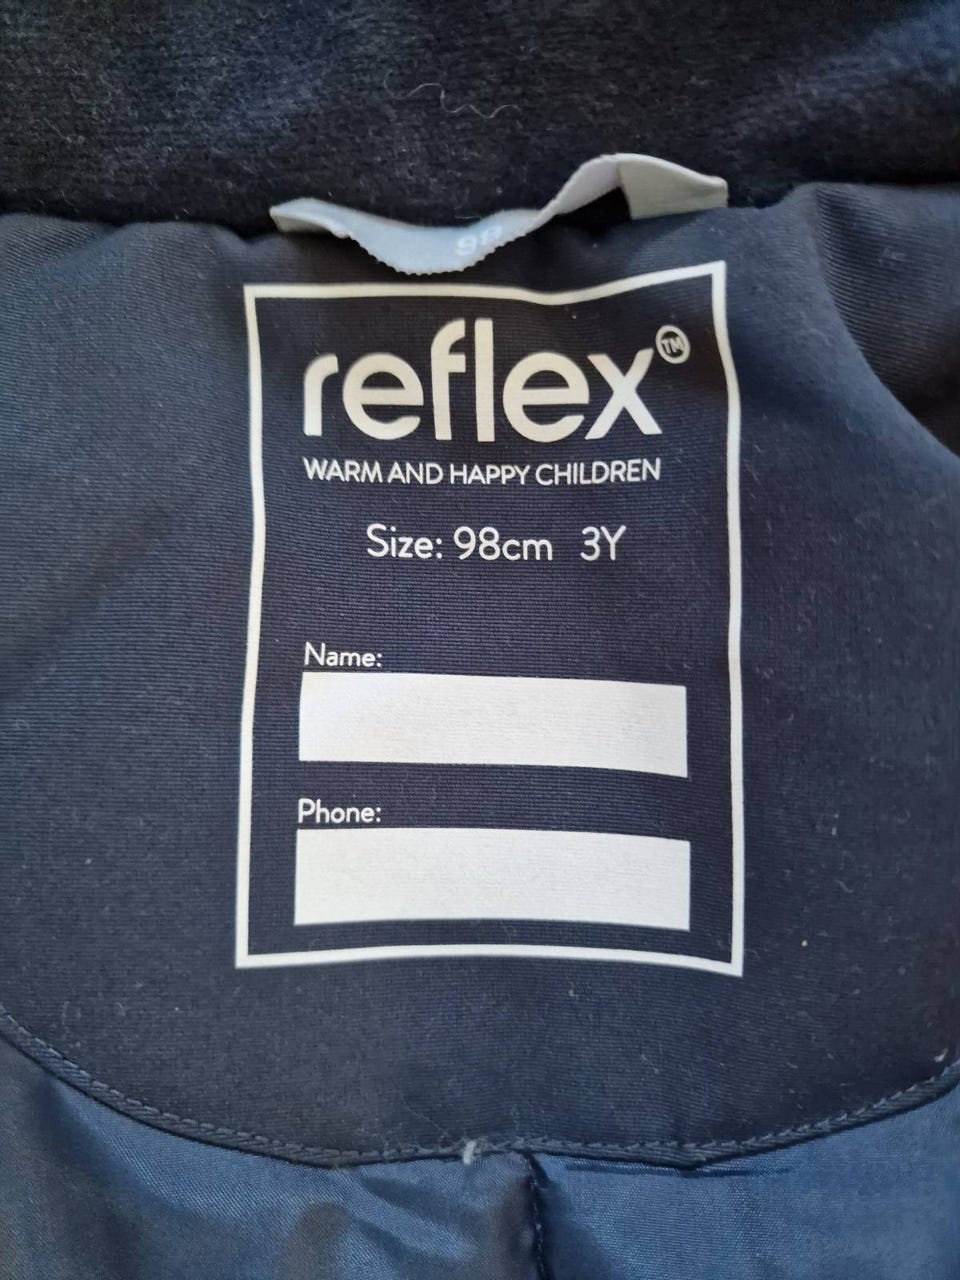 98
reflex™
WARM AND HAPPY CHILDREN
Size: 98cm 3Y
Name:
Phone: